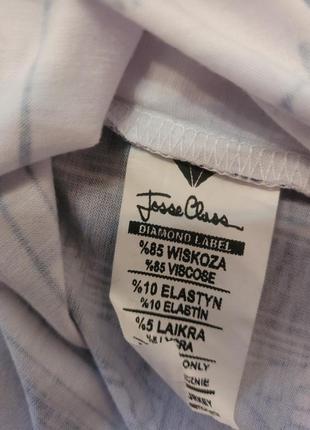 Josse Class
DIAMOND LABEL
%85 WISKOZA
%85 VISCOSE
%10 ELASTYN
%10 ELASTİN
%5 LAIKRA
ONLY